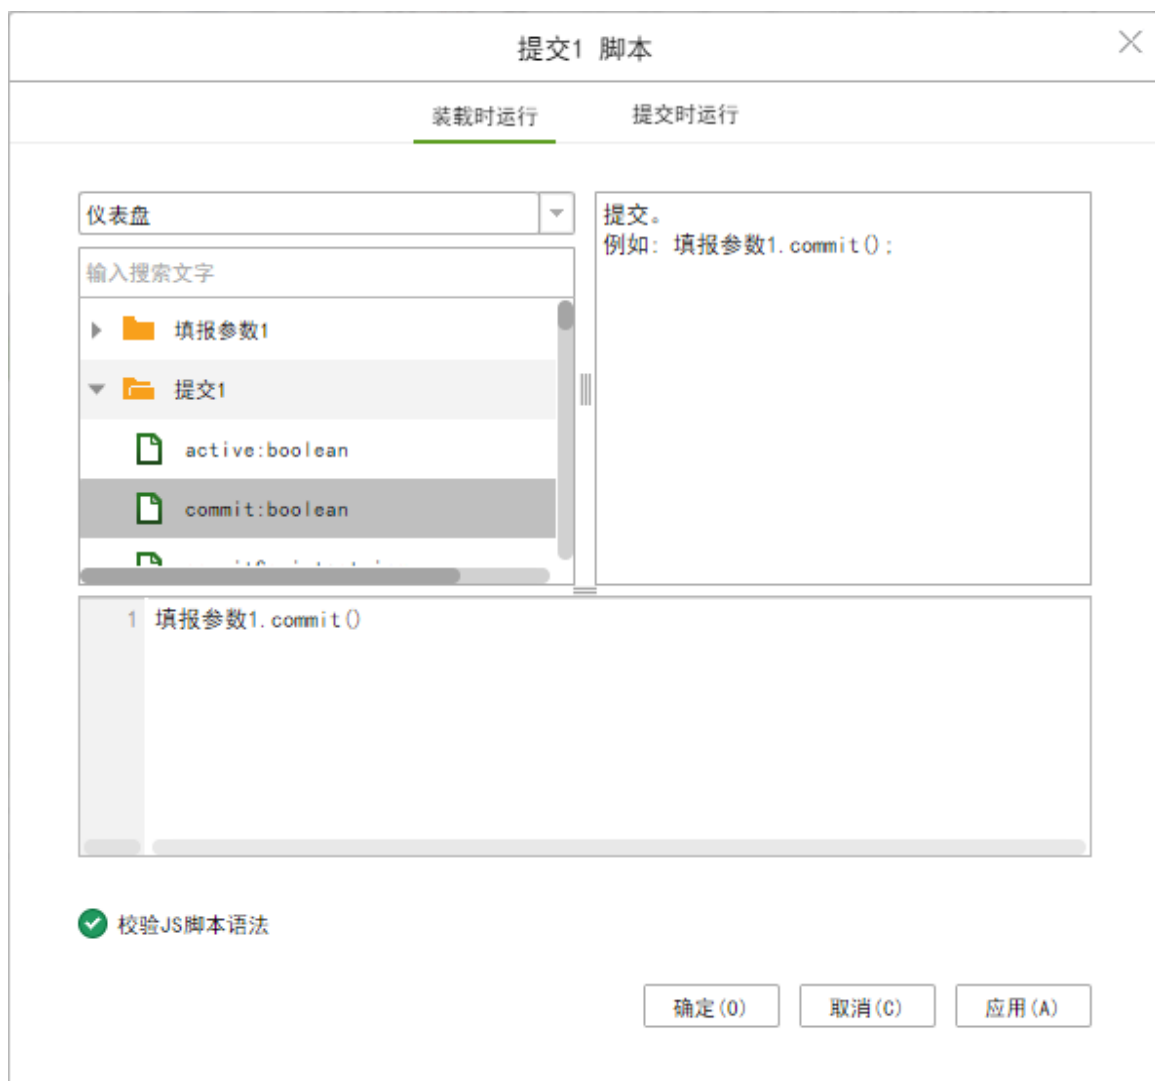 提交1 脚本
装载时运行
提交时运行
仪表盘
输入搜索文字
填报参数1
提交1
active:boolean
commit:boolean
提交。
例如: 填报参数1.commit();
1 填报参数1.commit()
校验JS脚本语法
确定(O)
取消(C)
应用(A)